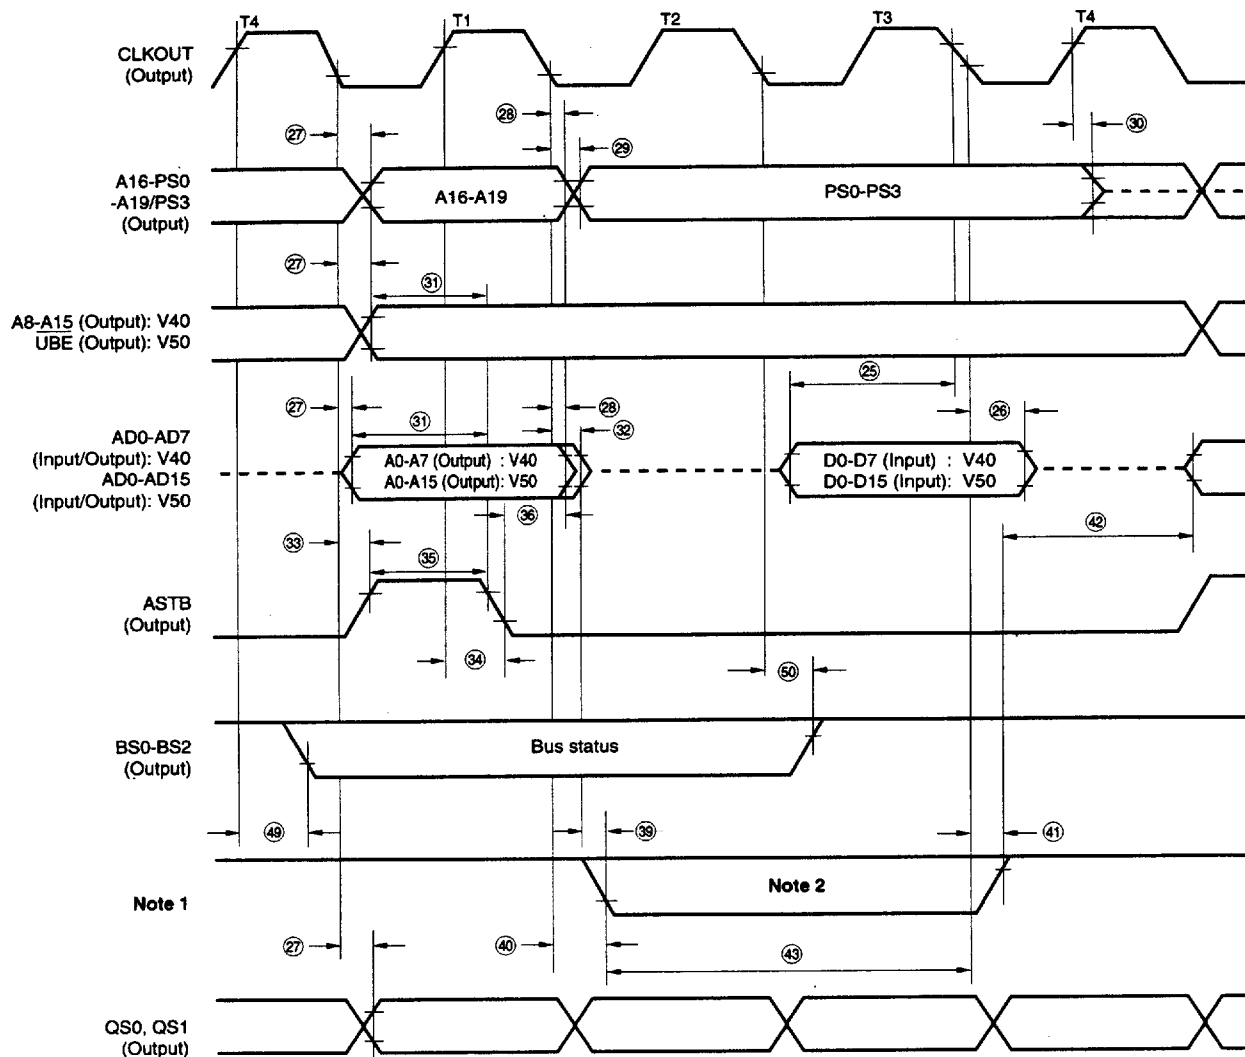 T4
T1
T2
T3
T4
CLKOUT
(Output)
28
27
29
30
A16-PS0
-A19/PS3
(Output)
A16-A19
PS0-PS3
27
31
A8-A15 (Output): V40
UBE (Output): V50
25
27
31
28
26
32
AD0-AD7
(Input/Output): V40
AD0-AD15
(Input/Output): V50
A0-A7 (Output) : V40
A0-A15 (Output): V50
D0-D7 (Input) : V40
D0-D15 (Input): V50
36
42
33
35
ASTB
(Output)
34
50
BS0-BS2
(Output)
Bus status
49
39
41
Note 1
Note 2
27
40
43
QS0, QS1
(Output)